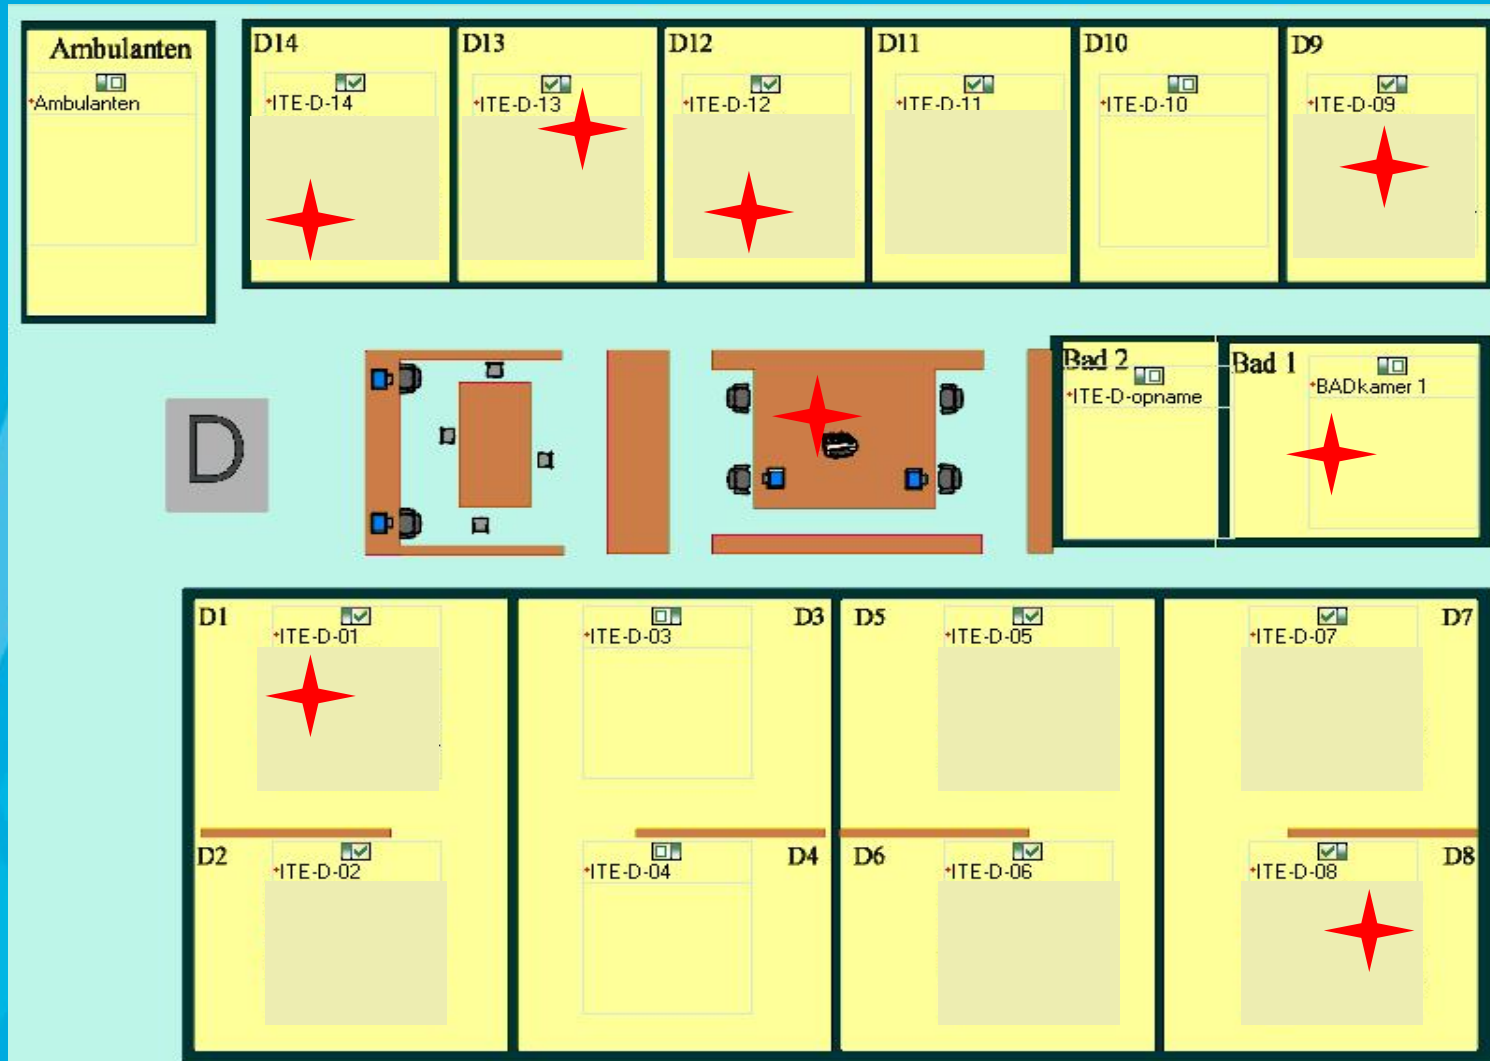 Ambulanten
*Ambulanten
D14
*ITE-D-14
D13
*ITE-D-13
D12
*ITE-D-12
D11
*ITE-D-11
D10
*ITE-D-10
D9
*ITE-D-09
D
Bad 2
*ITE-D-opname
Bad 1
*BADkamer 1
D1
*ITE-D-01
*ITE-D-03
D3
D5
*ITE-D-05
*ITE-D-07
D7
D2
*ITE-D-02
*ITE-D-04
D4
D6
*ITE-D-06
*ITE-D-08
D8